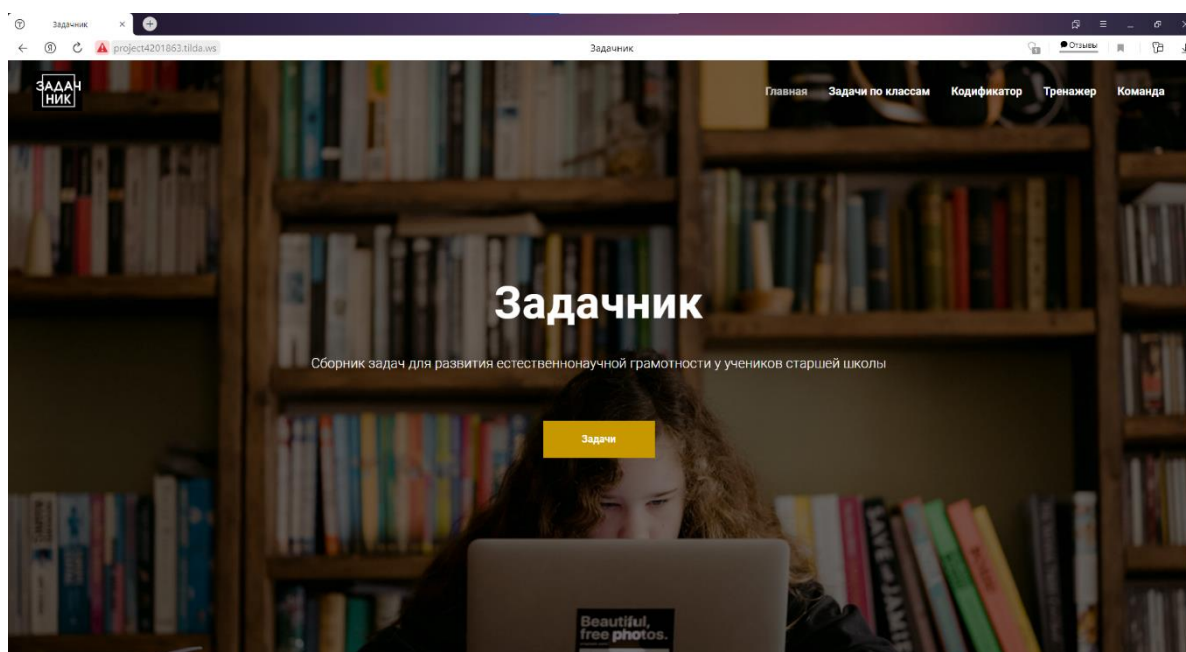 Задачник
project4201863.tilda.ws
Задачник
Отзывы
ЗАДАЧ
НИК
Главная Задачи по классам Кодификатор Тренажер Команда
Задачник
Сборник задач для развития естественнонаучной грамотности у учеников старшей школы
Задачи
Beautiful,
free photos.